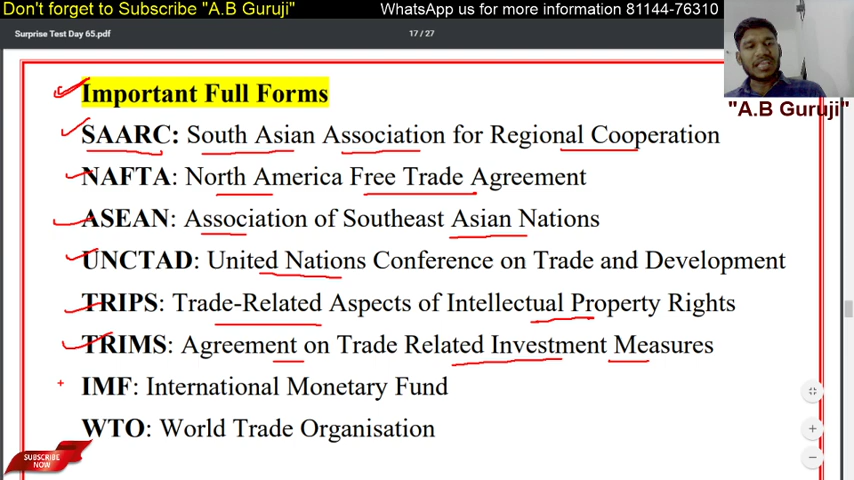 Don't forget to Subscribe "A.B Guruji" WhatsApp us for more information 81144-76310
Surprise Test Day 65.pdf 17 / 27
"A.B Guruji"
Important Full Forms
SAARC: South Asian Association for Regional Cooperation
NAFTA: North America Free Trade Agreement
ASEAN: Association of Southeast Asian Nations
UNCTAD: United Nations Conference on Trade and Development
TRIPS: Trade-Related Aspects of Intellectual Property Rights
TRIMS: Agreement on Trade Related Investment Measures
IMF: International Monetary Fund
WTO: World Trade Organisation
SUBSCRIBE
NOW